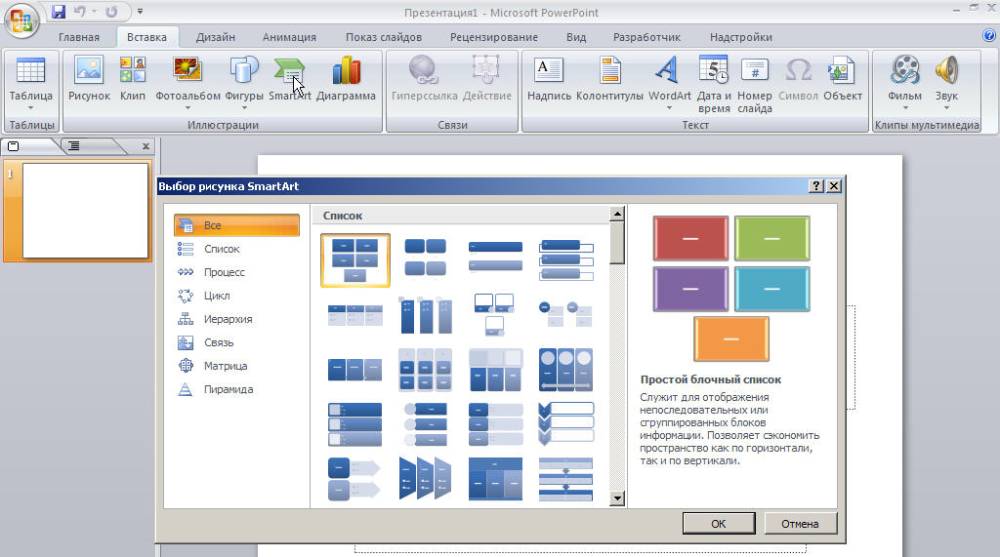 Презентация1 - Microsoft PowerPoint
Главная Вставка Дизайн Анимация Показ слайдов Рецензирование Вид Разработчик Надстройки
Таблица Рисунок Клип Фотоальбом Фигуры SmartArt Диаграмма Гиперссылка Действие Надпись Колонтитулы WordArt Дата и время Номер слайда Символ Объект Фильм Звук
Таблицы Иллюстрации Связи Текст Клипы мультимедиа
1
Выбор рисунка SmartArt
Все
Список
Процесс
Цикл
Иерархия
Связь
Матрица
Пирамида
Список
Простой блочный список
Служит для отображения
непоследовательных или
сгруппированных блоков
информации. Позволяет сэкономить
пространство как по горизонтали,
так и по вертикали.
ОК Отмена